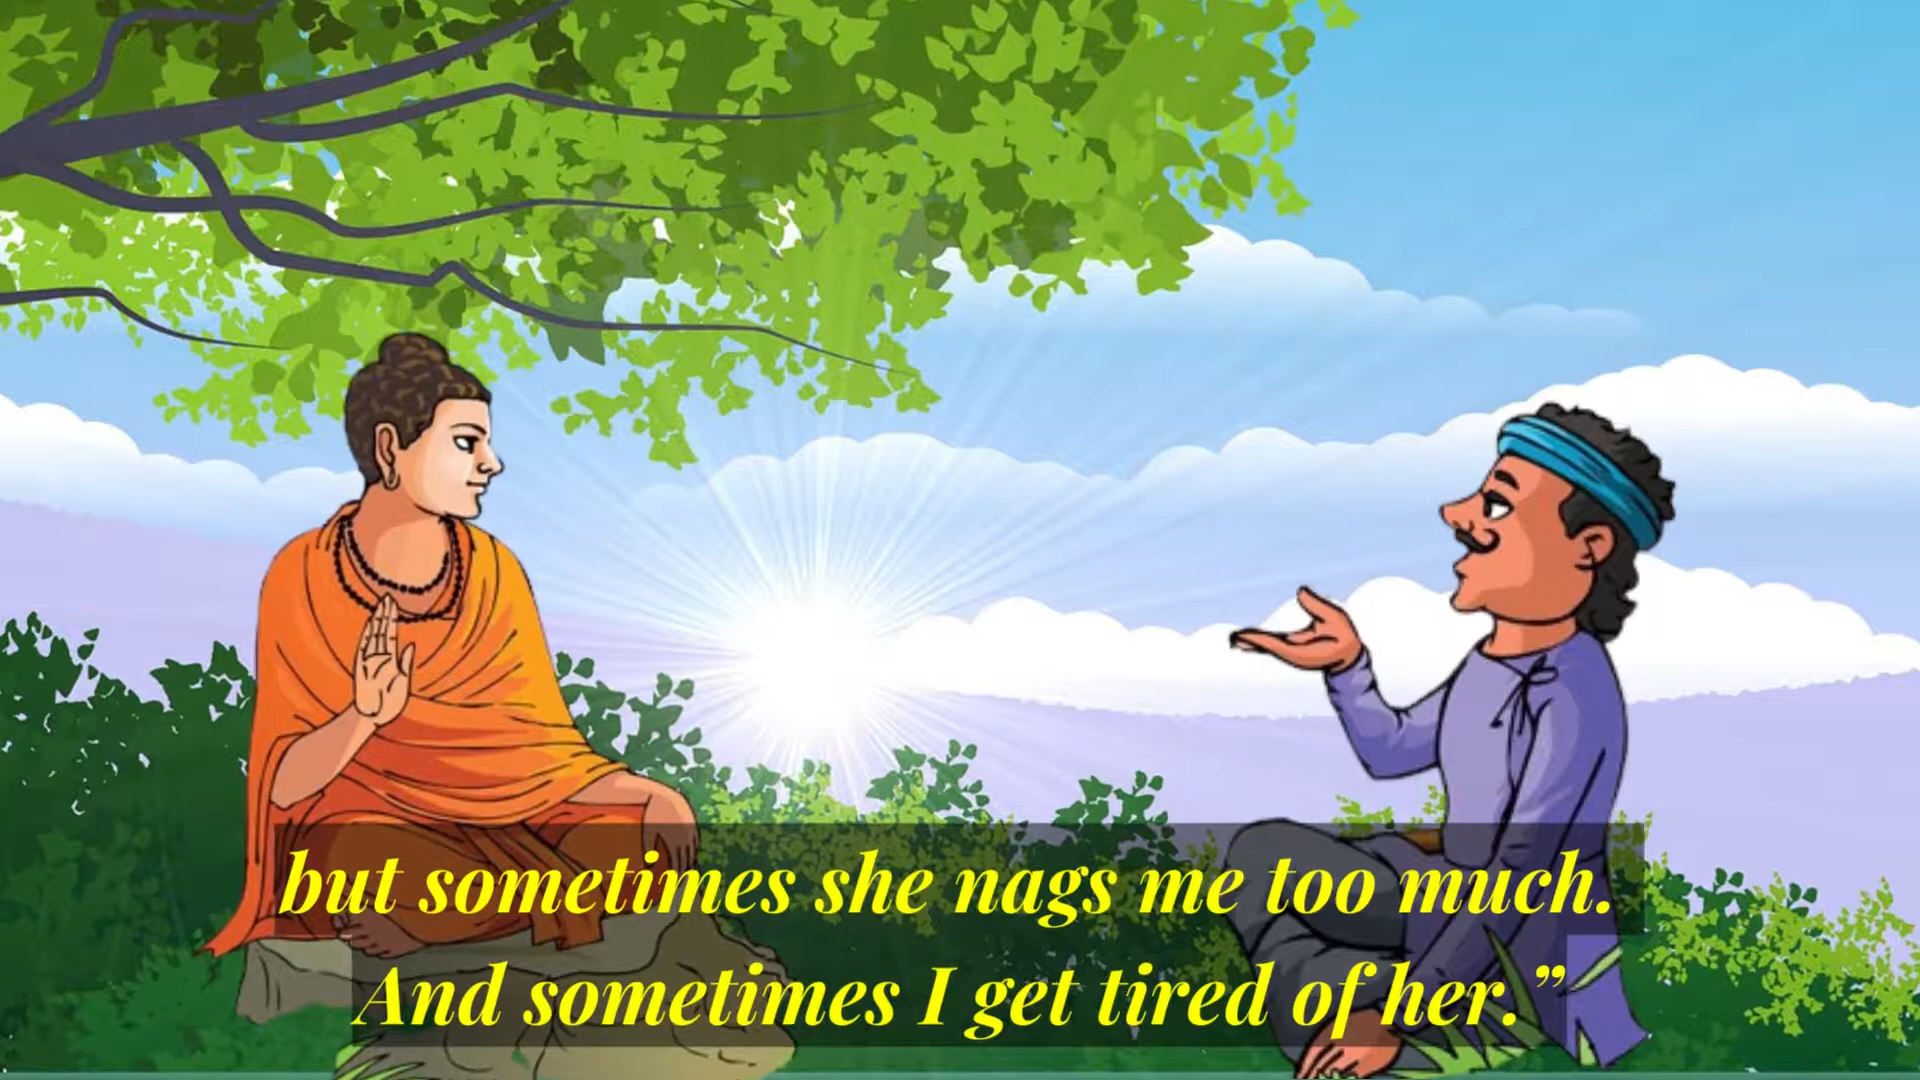 but sometimes she nags me too much.
And sometimes I get tired of her.”